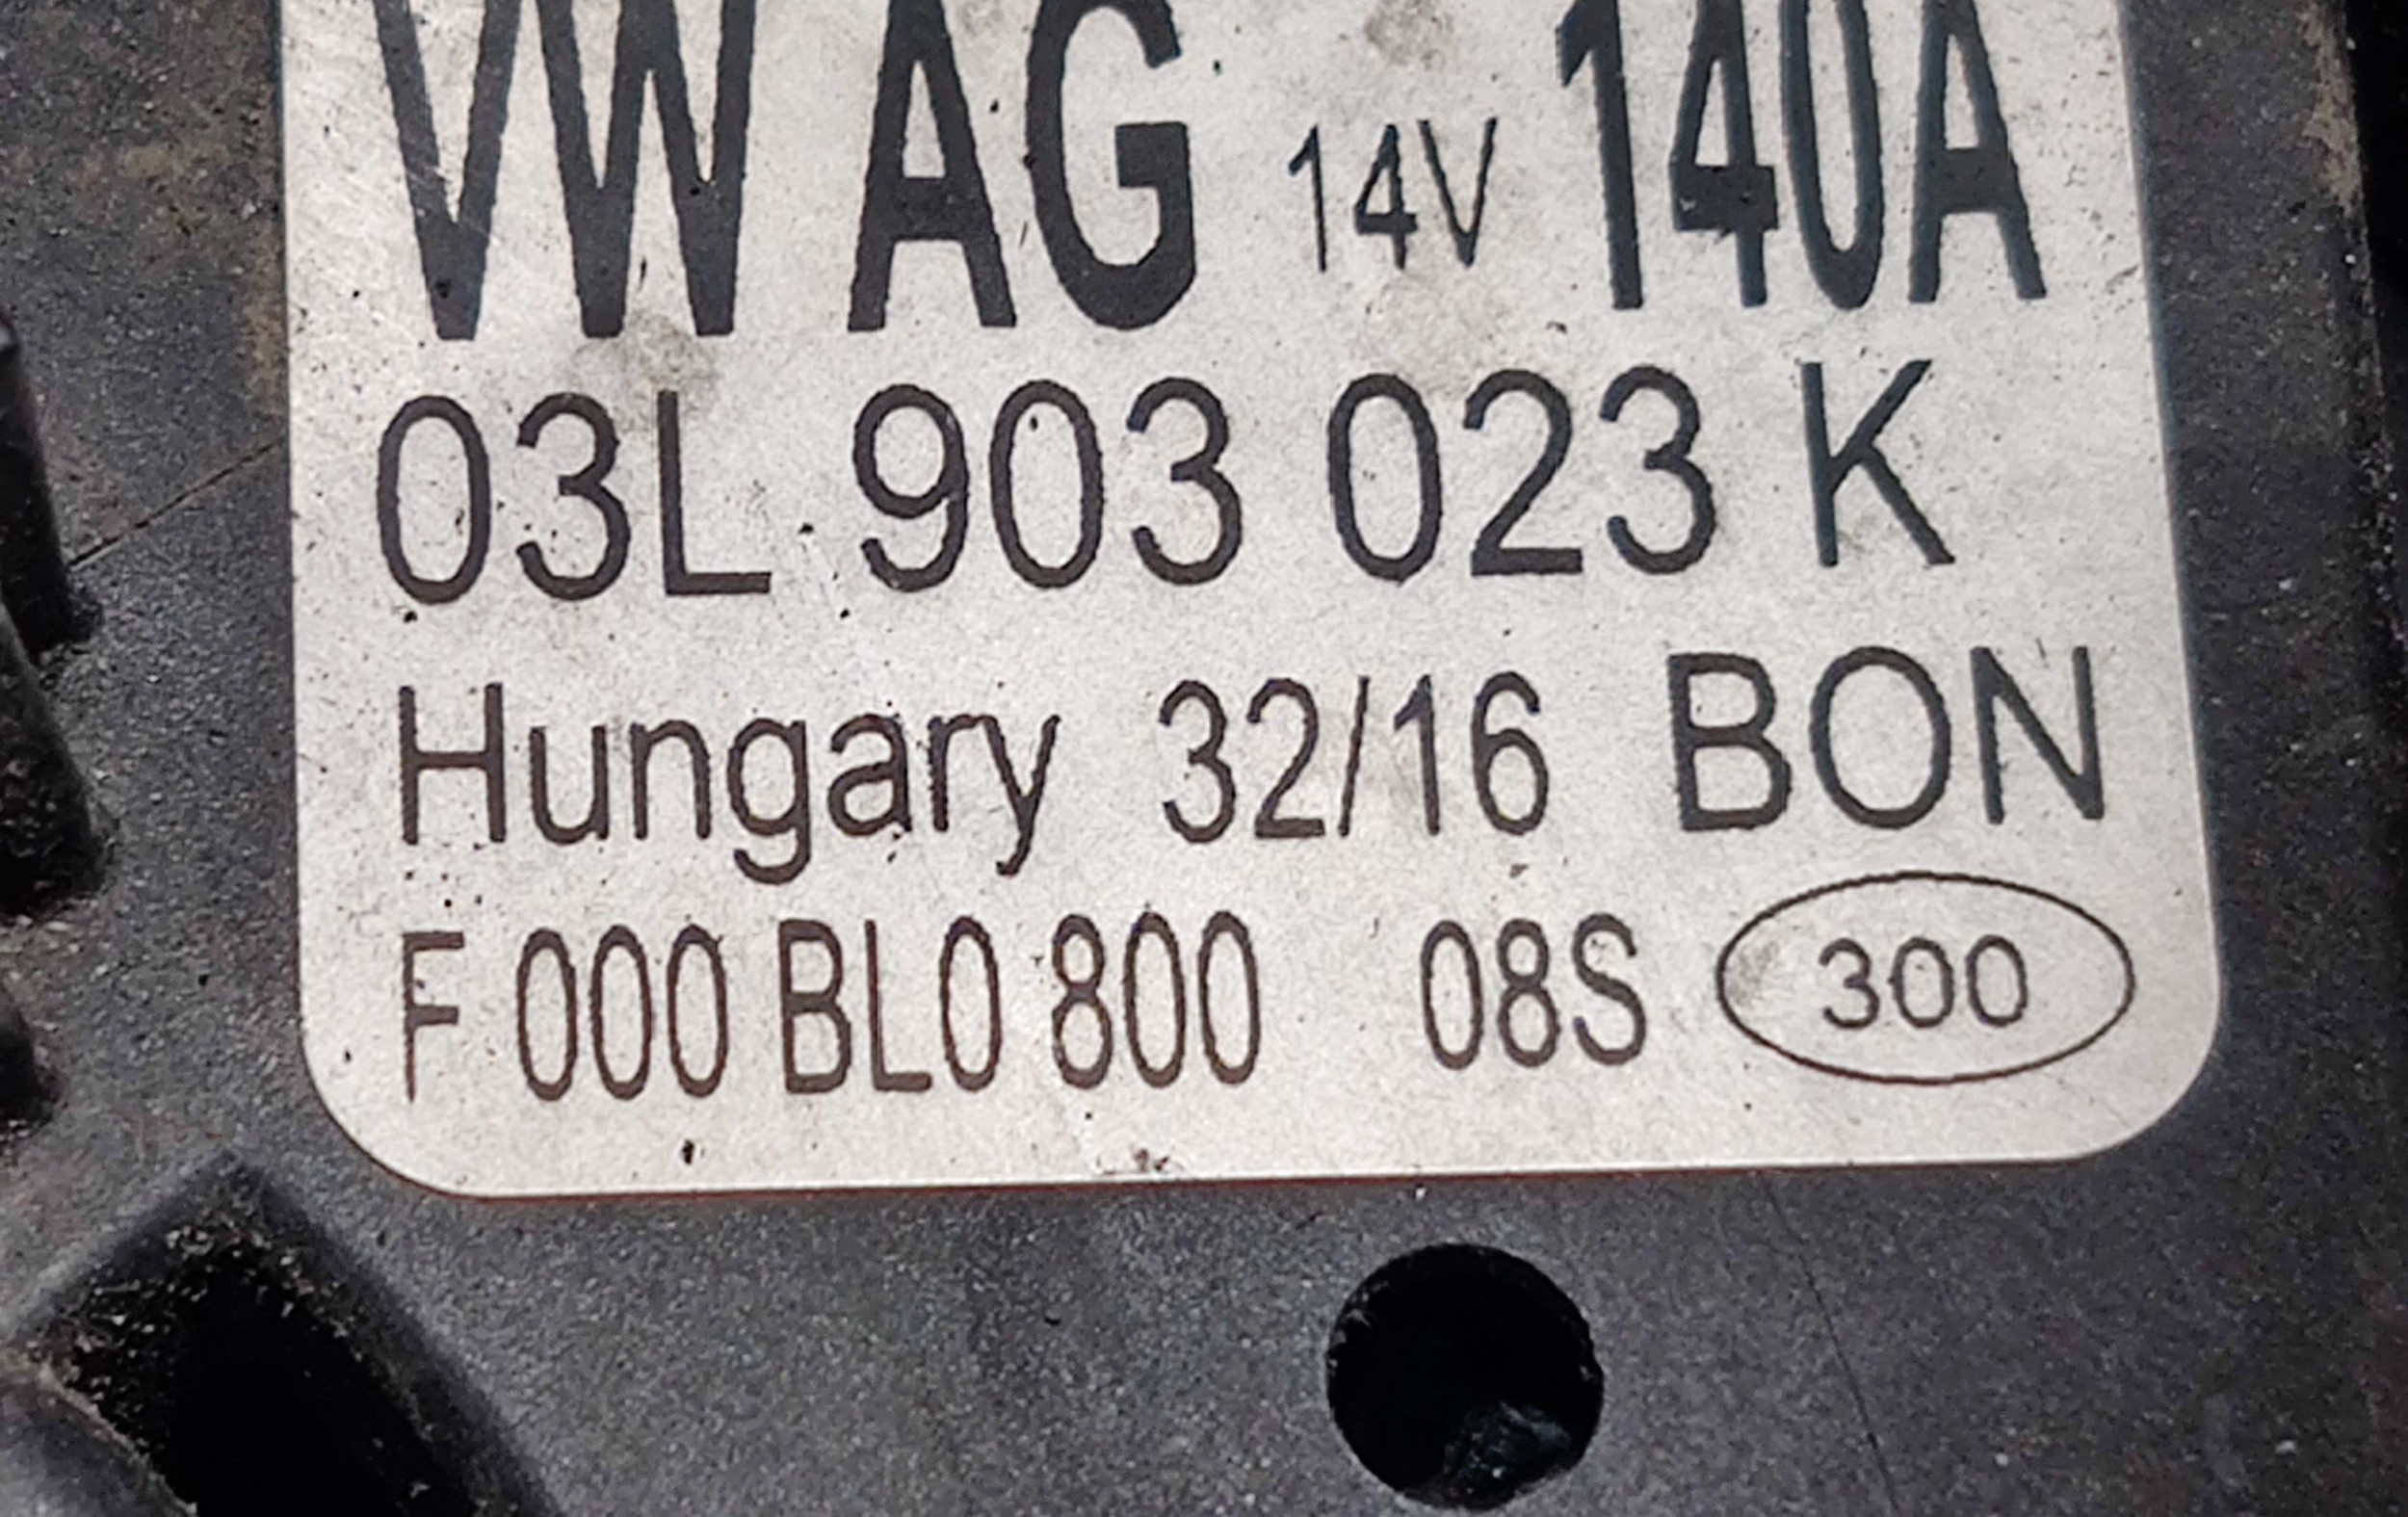 VW AG 14V 140A
03L 903 023 K
Hungary 32/16 BON
F 000 BL0 800 08S 300